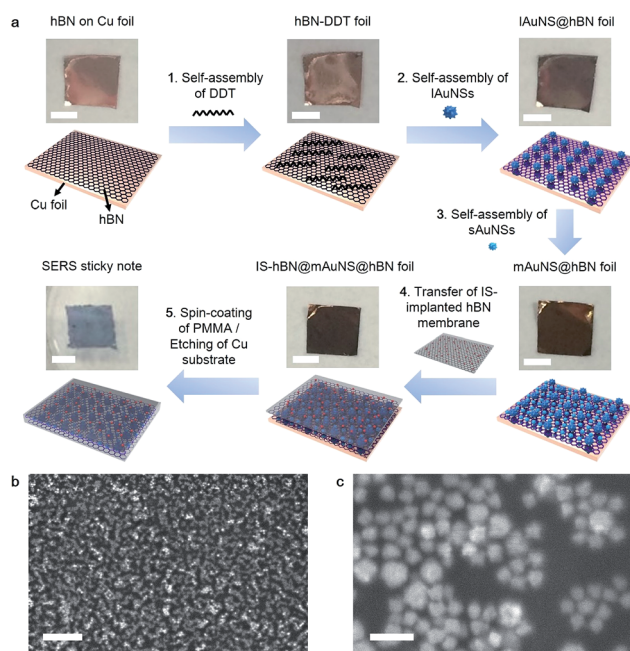 a
hBN on Cu foil
hBN-DDT foil
lAuNS@hBN foil
1. Self-assembly
of DDT
2. Self-assembly of
lAuNSs
Cu foil
hBN
3. Self-assembly of
sAuNSs
SERS sticky note
IS-hBN@mAuNS@hBN foil
mAuNS@hBN foil
5. Spin-coating
of PMMA /
Etching of Cu
substrate
4. Transfer of IS-
implanted hBN
membrane
b
c